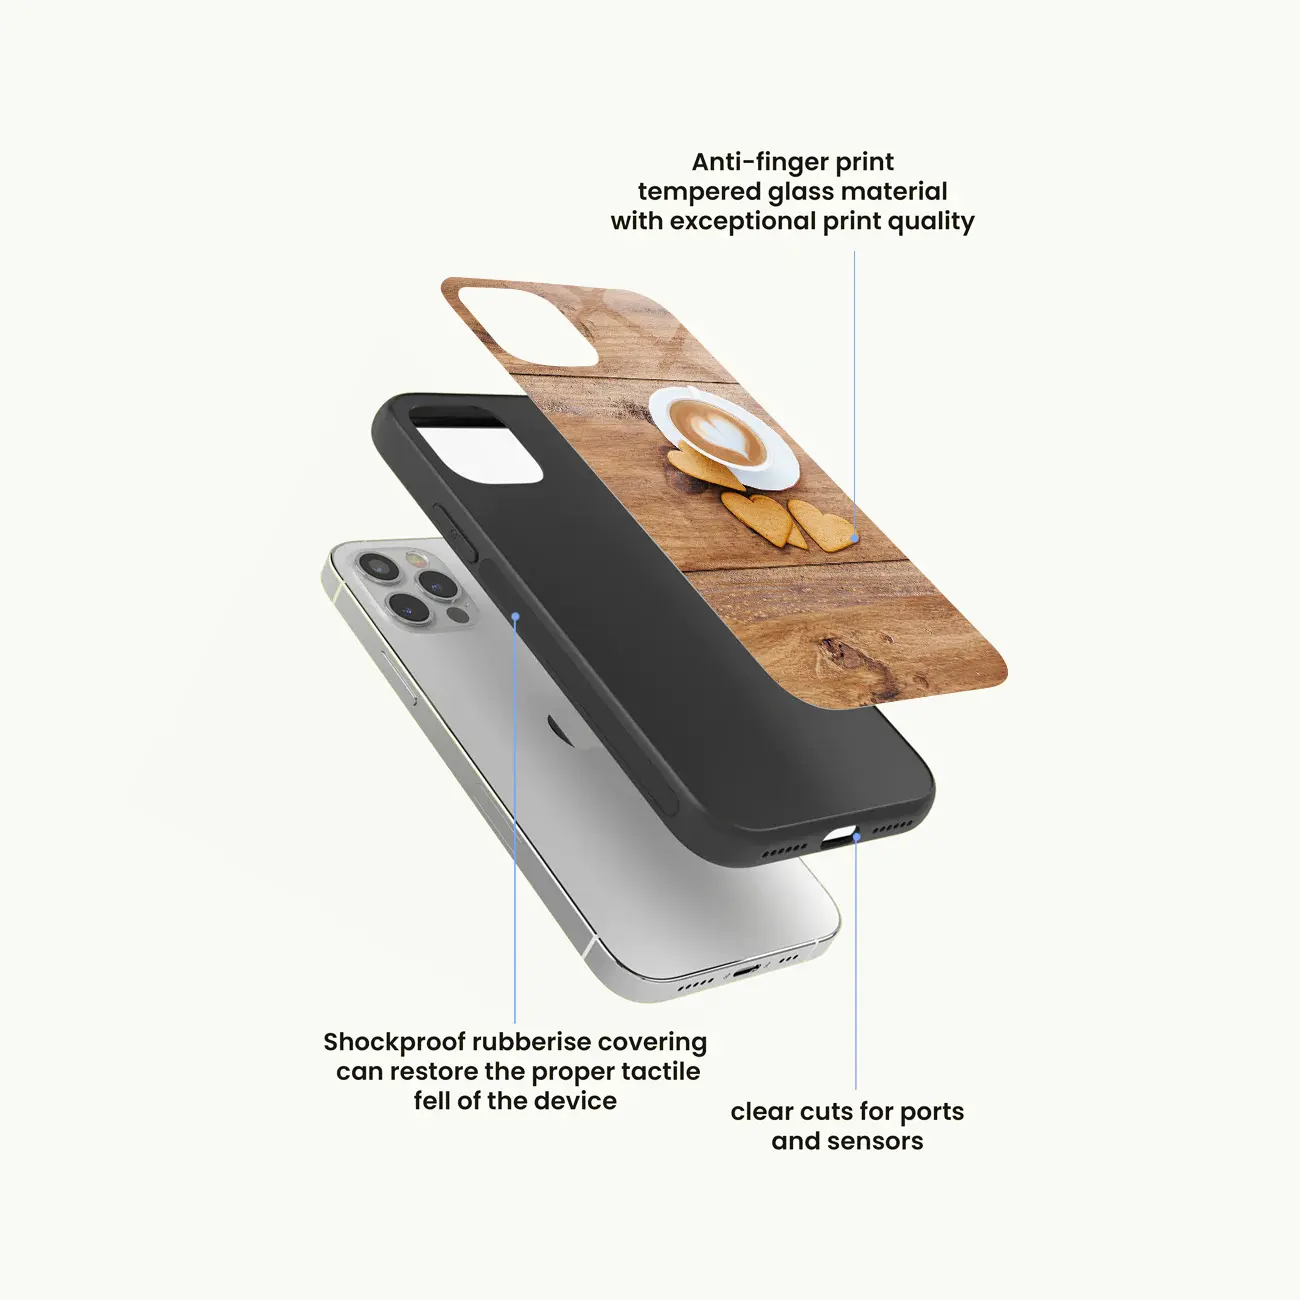 Anti-finger print
tempered glass material
with exceptional print quality
Shockproof rubberise covering
can restore the proper tactile
fell of the device
clear cuts for ports
and sensors